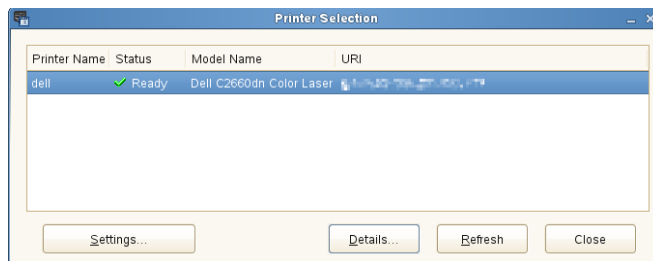 Printer Selection
Printer Name Status Model Name URI
dell Ready Dell C2660dn Color Laser
Settings... Details... Refresh Close